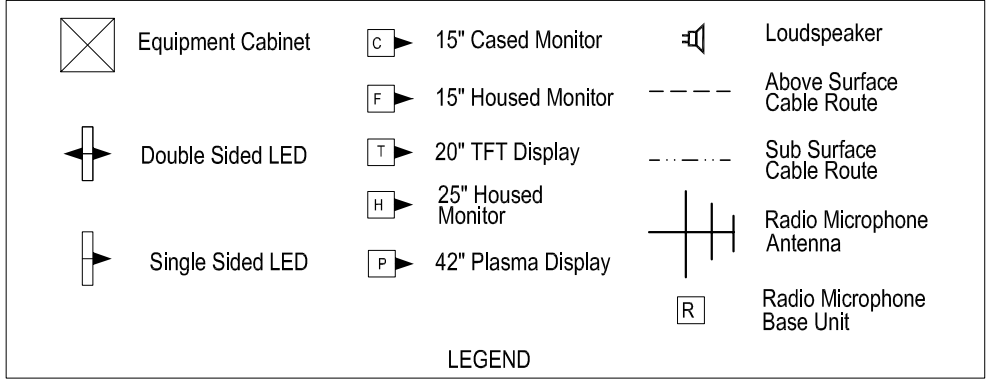 Equipment Cabinet
Double Sided LED
Single Sided LED
C
15" Cased Monitor
F
15" Housed Monitor
T
20" TFT Display
H
25" Housed
Monitor
P
42" Plasma Display
Loudspeaker
Above Surface
Cable Route
Sub Surface
Cable Route
Radio Microphone
Antenna
R
Radio Microphone
Base Unit
LEGEND